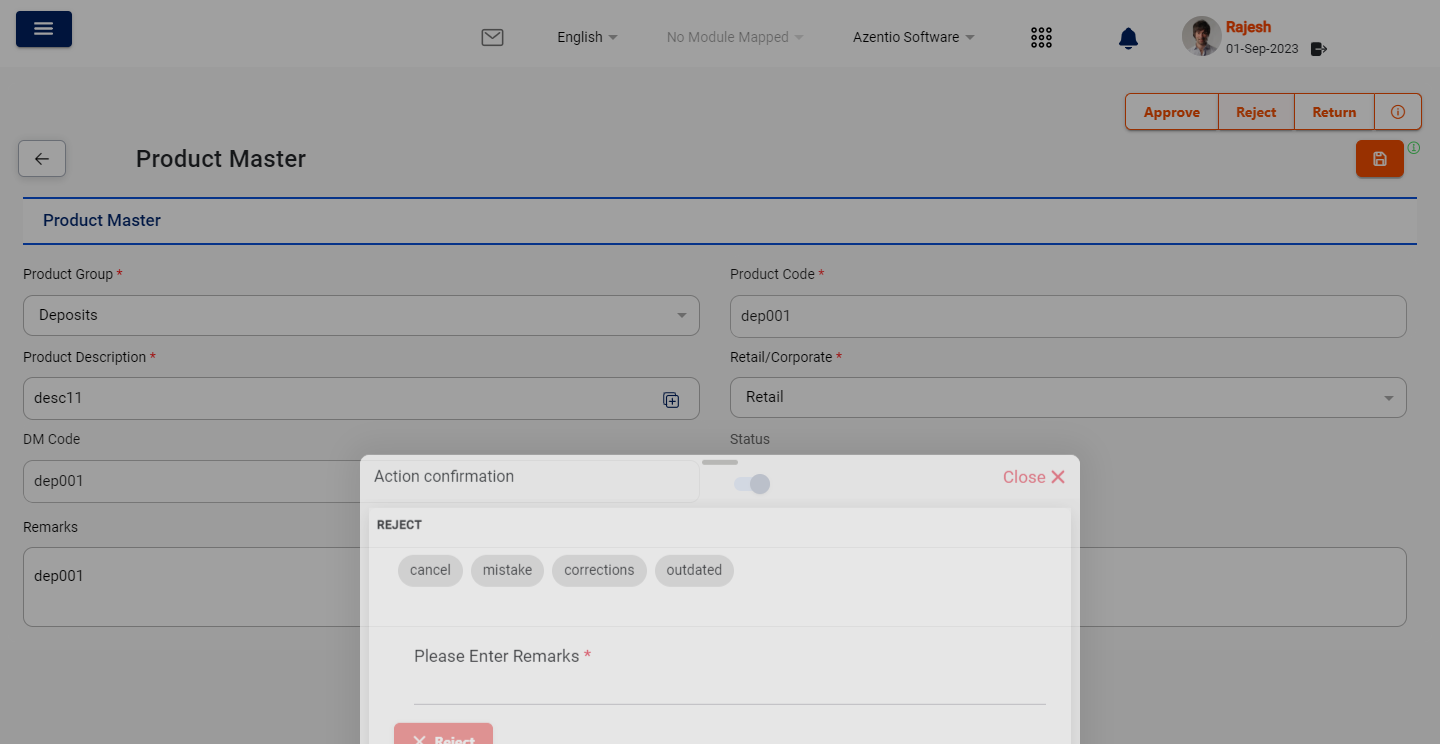 English
No Module Mapped
Azentio Software
Rajesh
01-Sep-2023
Approve
Reject
Return
Product Master
Product Master
Product Group *
Product Code *
Deposits
dep001
Product Description *
Retail/Corporate *
desc11
Retail
DM Code
Status
dep001
Action confirmation
Close
REJECT
Remarks
dep001
cancel
mistake
corrections
outdated
Please Enter Remarks *
Reject